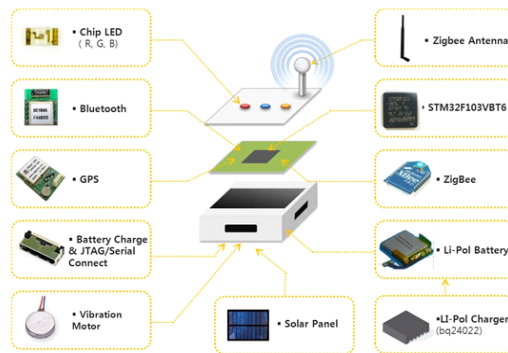 ▪ Chip LED
( R, G, B)
▪ Zigbee Antenna
▪ Bluetooth
▪ STM32F103VBT6
▪ GPS
▪ ZigBee
▪ Battery Charge
& JTAG/Serial
Connect
▪ Li-Pol Battery
▪ Vibration
Motor
▪ Solar Panel
▪LI-Pol Charger
(bq24022)